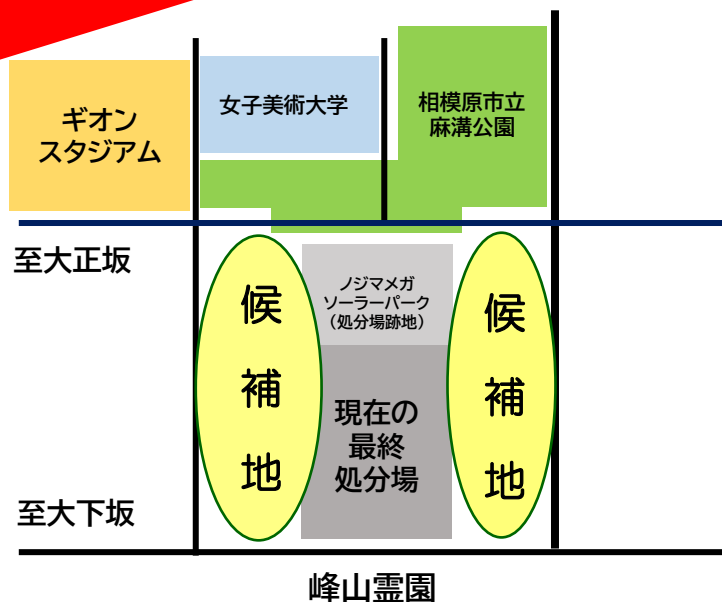 ギオン
スタジアム
女子美術大学
相模原市立
麻溝公園
至大正坂
候補地
ノジマメガ
ソーラーパーク
（処分場跡地）
現在の
最終
処分場
候補地
至大下坂
峰山霊園